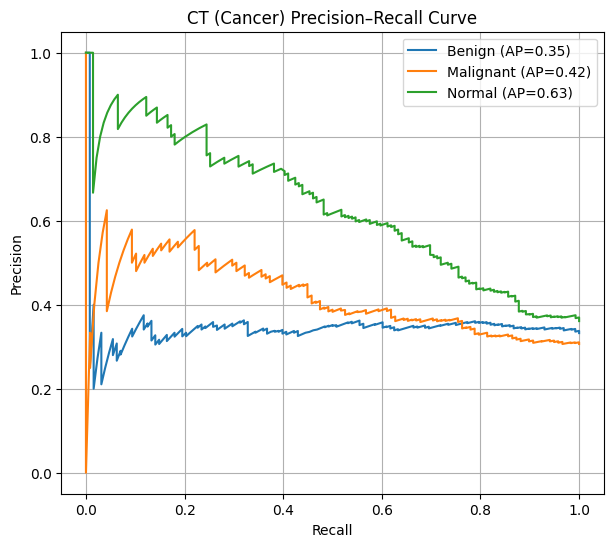 CT (Cancer) Precision–Recall Curve
Benign (AP=0.35)
Malignant (AP=0.42)
Normal (AP=0.63)
Precision
1.0
0.8
0.6
0.4
0.2
0.0
0.0 0.2 0.4 0.6 0.8 1.0
Recall